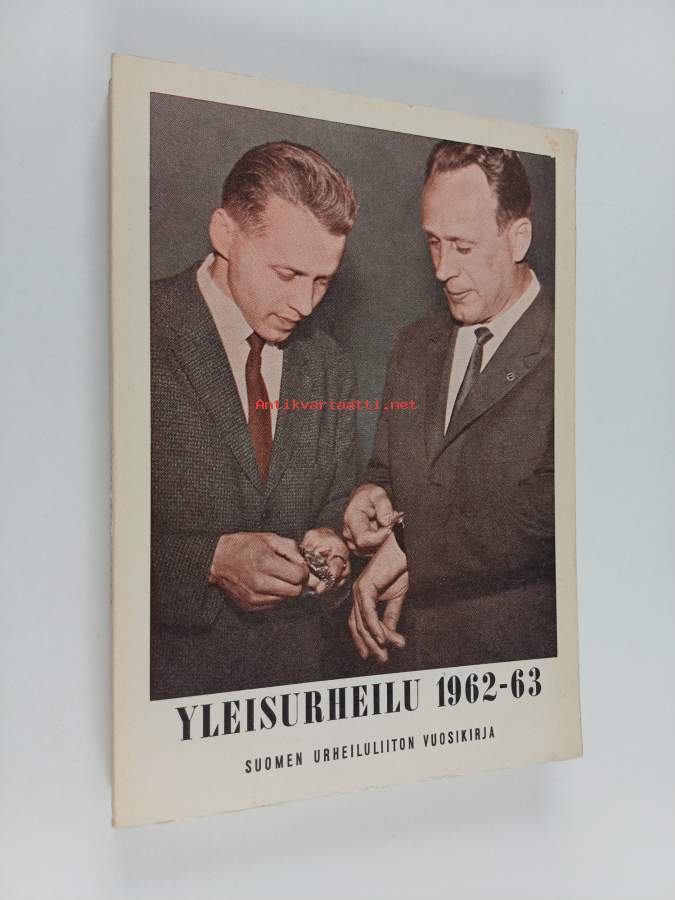 Antikvariaatti.net
YLEISURHEILU 1962-63
SUOMEN URHEILULIITON VUOSIKIRJA